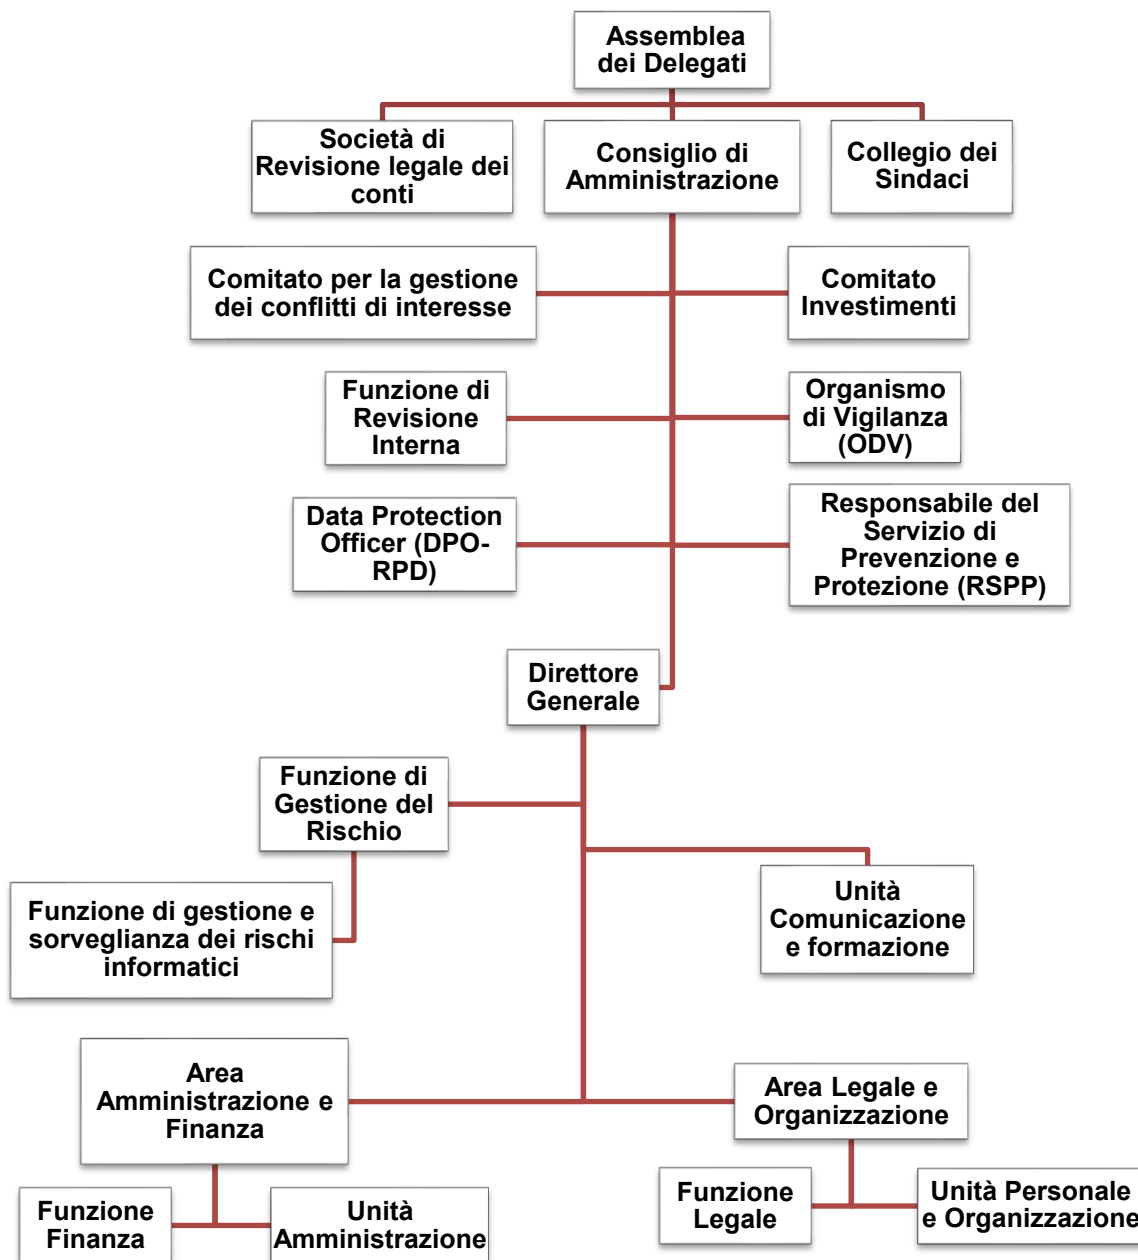 Assemblea
dei Delegati
Società di
Revisione legale dei
conti
Consiglio di
Amministrazione
Collegio dei
Sindaci
Comitato per la gestione
dei conflitti di interesse
Comitato
Investimenti
Funzione di
Revisione
Interna
Organismo
di Vigilanza
(ODV)
Data Protection
Officer (DPO-
RPD)
Responsabile del
Servizio di
Prevenzione e
Protezione (RSPP)
Direttore
Generale
Funzione di
Gestione del
Rischio
Funzione di gestione e
sorveglianza dei rischi
informatici
Unità
Comunicazione
e formazione
Area
Amministrazione e
Finanza
Area Legale e
Organizzazione
Funzione
Finanza
Unità
Amministrazione
Funzione
Legale
Unità Personale
e Organizzazione